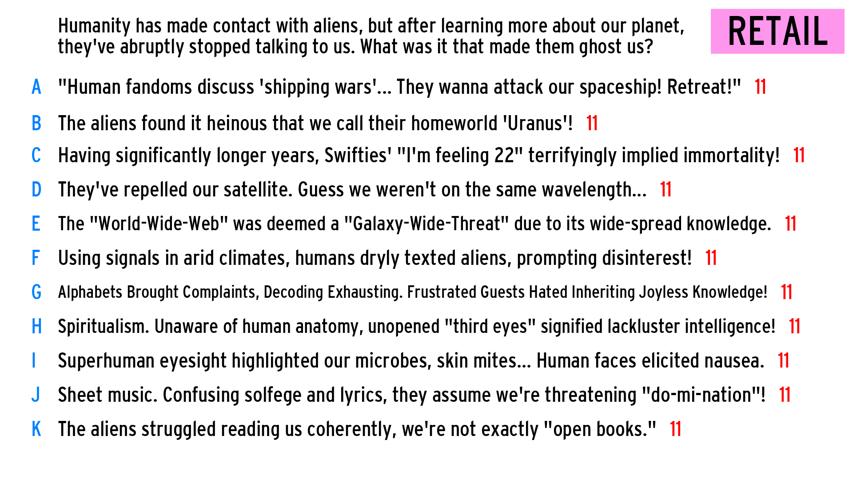 Humanity has made contact with aliens, but after learning more about our planet,
they've abruptly stopped talking to us. What was it that made them ghost us?
RETAIL
A "Human fandoms discuss 'shipping wars'... They wanna attack our spaceship! Retreat!" 11
B The aliens found it heinous that we call their homeworld 'Uranus'! 11
C Having significantly longer years, Swifties' "I'm feeling 22" terrifyingly implied immortality! 11
D They've repelled our satellite. Guess we weren't on the same wavelength... 11
E The "World-Wide-Web" was deemed a "Galaxy-Wide-Threat" due to its wide-spread knowledge. 11
F Using signals in arid climates, humans dryly texted aliens, prompting disinterest! 11
G Alphabets Brought Complaints, Decoding Exhausting. Frustrated Guests Hated Inheriting Joyless Knowledge! 11
H Spiritualism. Unaware of human anatomy, unopened "third eyes" signified lackluster intelligence! 11
I Superhuman eyesight highlighted our microbes, skin mites... Human faces elicited nausea. 11
J Sheet music. Confusing solfege and lyrics, they assume we're threatening "do-mi-nation"! 11
K The aliens struggled reading us coherently, we're not exactly "open books." 11